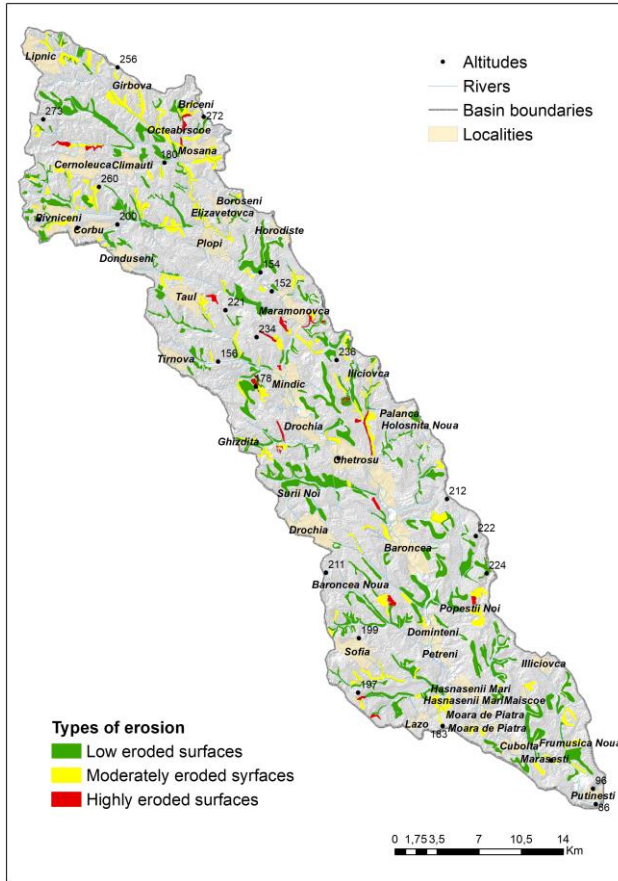 Lipnic
256
Girbova
Altitudes
Rivers
Basin boundaries
Localities
Briceni
273
272
Octeabrscoe
Mosana
180
Cernoleuca Climauti
260
Boroseni
Elizavetovca
Rivniceni
200
Corbu
Horodiste
Plopi
Donduseni
154
152
Taul
221
Maramonovca
234
156
238
Tirnova
Iliciovca
178
Mindic
Palanca
Drochia
Holosnita Noua
Ghizdita
Chetrosu
Surii Noi
212
Drochia
222
Baroncea
211
224
Baroncea Noua
Popestii Noi
199
Dominteni
Sofia
Petreni
Illiciovca
197
Hasnasenii Mari
Hasnasenii Mari Maiscoe
Moara de Piatra
Lazo
Moara de Piatra
183
Cubolta
Frumusica Noua
Marasesti
96
Putinesti
86
Types of erosion
Low eroded surfaces
Moderately eroded syrfaces
Highly eroded surfaces
0 1,75 3,5 7 10,5 14
Km